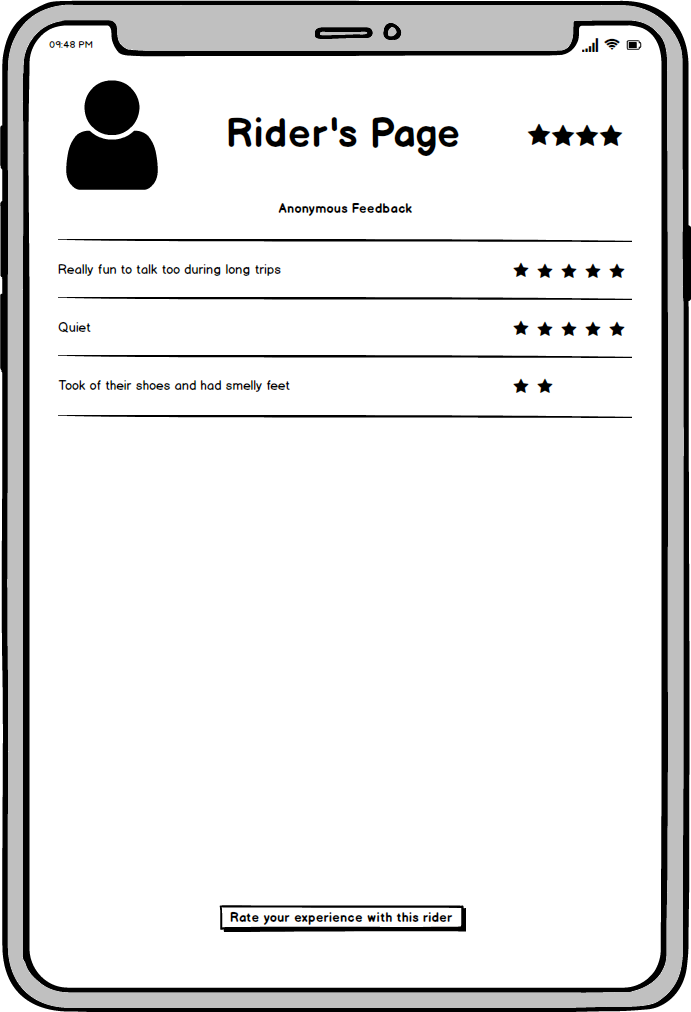 09:48 PM
Rider's Page
Anonymous Feedback
Really fun to talk too during long trips
Quiet
Took of their shoes and had smelly feet
Rate your experience with this rider